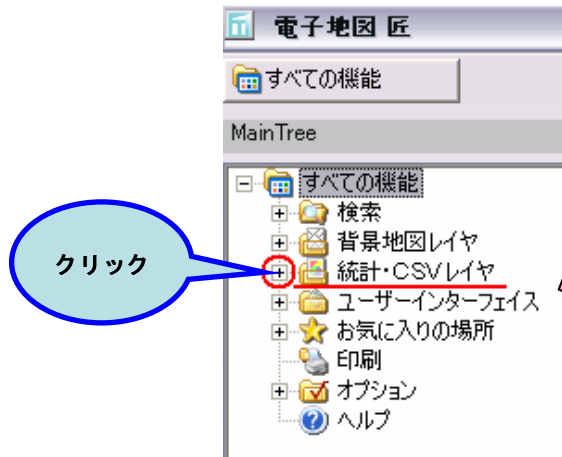 電子地図 匠
すべての機能
MainTree
すべての機能
検索
背景地図レイヤ
クリック
統計・CSVレイヤ
ユーザーインターフェイス
お気に入りの場所
印刷
オプション
ヘルプ